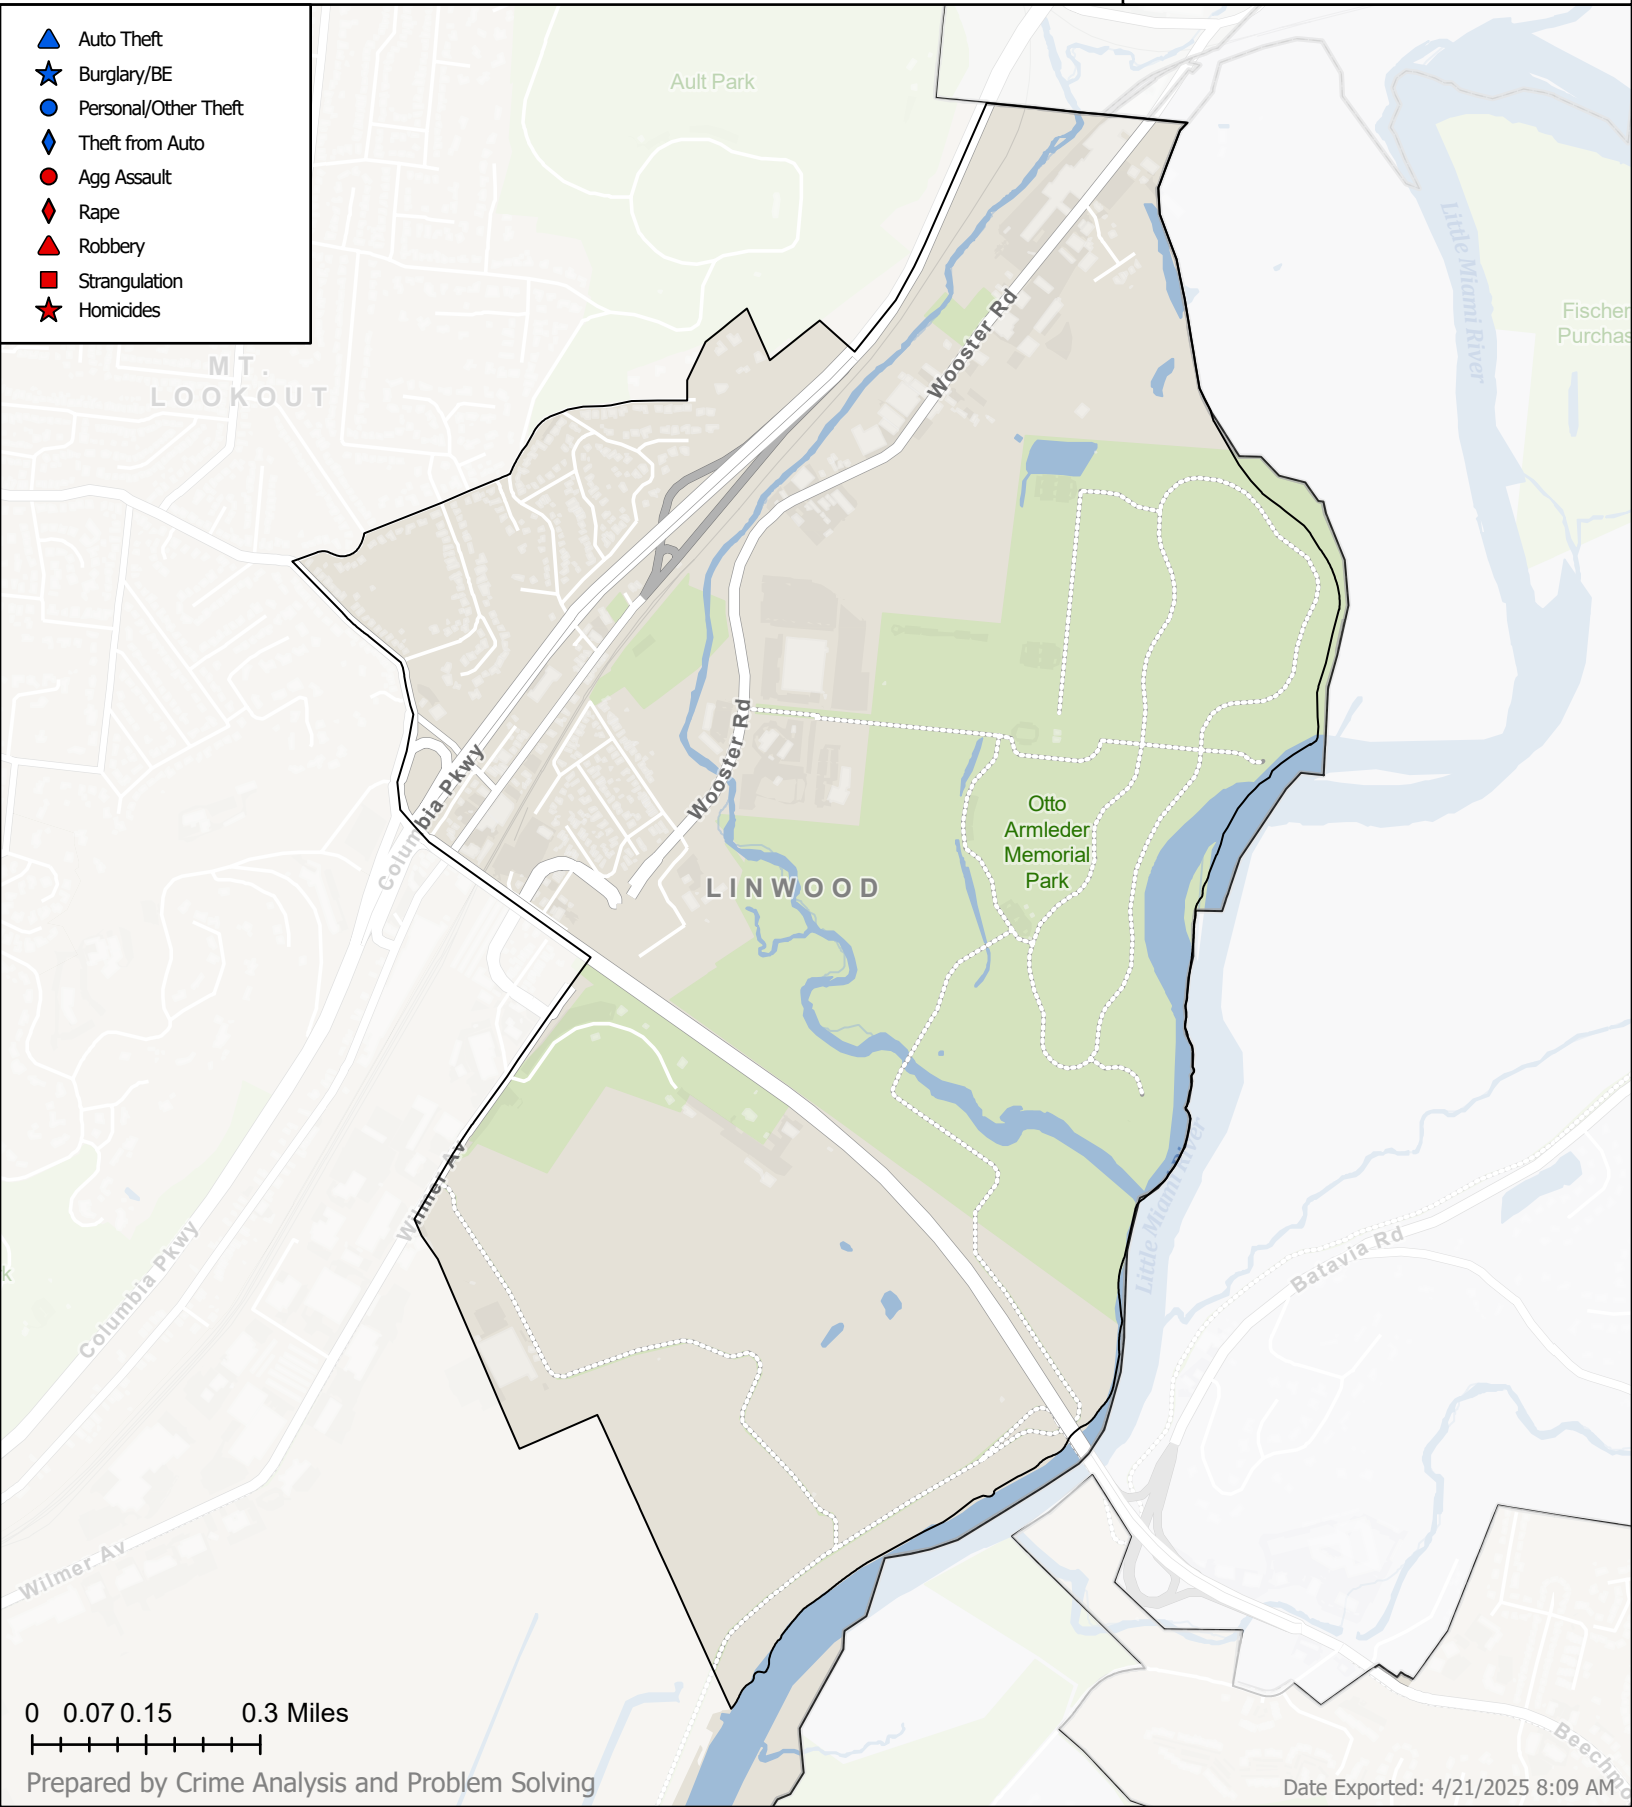 Auto Theft
Burglary/BE
Personal/Other Theft
Theft from Auto
Agg Assault
Rape
Robbery
Strangulation
Homicides
Ault Park
Little Miami River
Fischer
Purchas
MT.
LOOKOUT
Wooster Rd
Wooster Rd
Columbia Pkwy
Otto
Armleder
Memorial
Park
LINWOOD
Wilmer Av
Little Miami River
Batavia Rd
k
Columbia Pkwy
Wilmer Av
Beechmo
0 0.07 0.15 0.3 Miles
Prepared by Crime Analysis and Problem Solving
Date Exported: 4/21/2025 8:09 AM